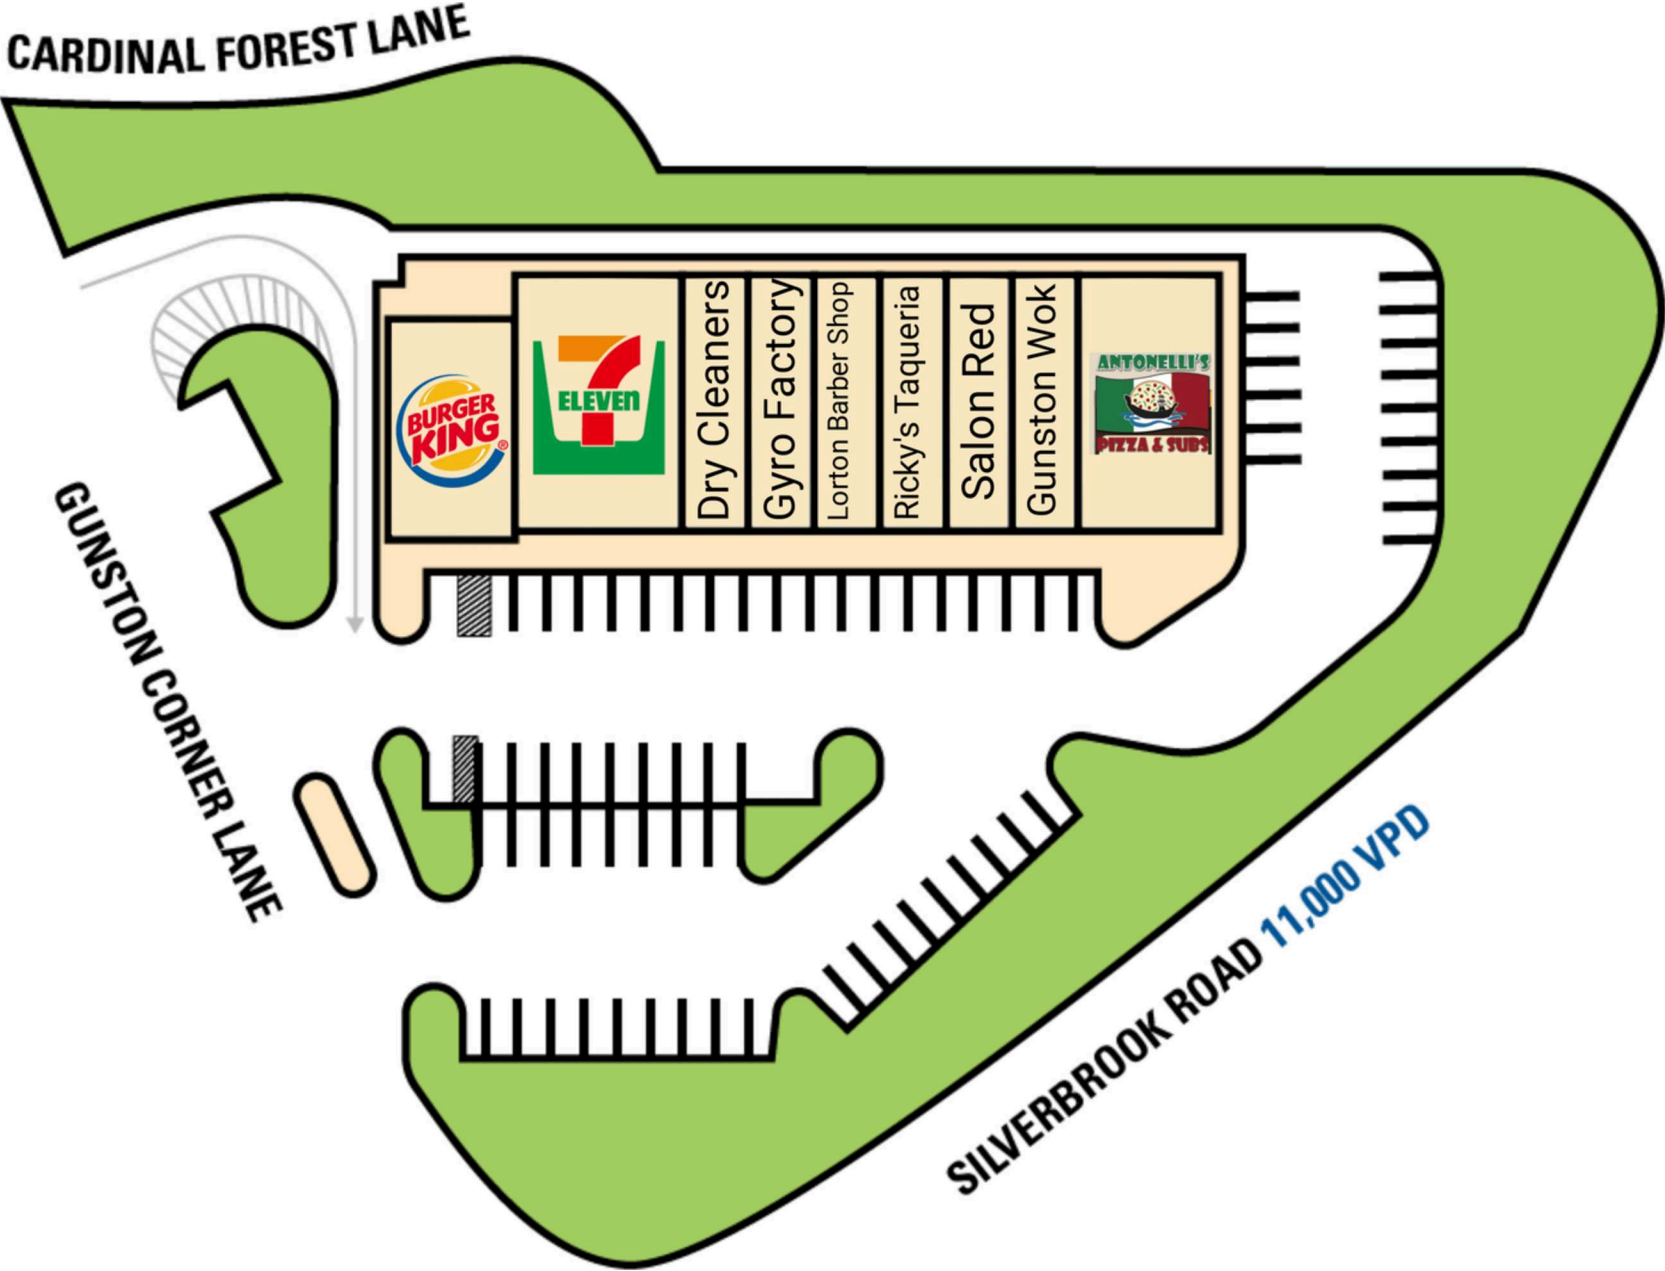 CARDINAL FOREST LANE
BURGER
KING®
7
ELEVEN
Dry Cleaners
Gyro Factory
Lorton Barber Shop
Ricky's Taqueria
Salon Red
Gunston Wok
ANTONELLI'S
PIZZA & SUBS
GUNSTON CORNER LANE
SILVERBROOK ROAD 11,000 VPD